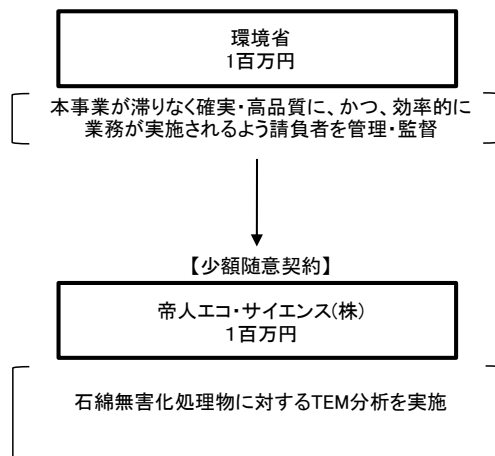 環境省
1百万円
本事業が滞りなく確実・高品質に、かつ、効率的に
業務が実施されるよう請負者を管理・監督
【少額随意契約】
帝人エコ・サイエンス(株)
１百万円
石綿無害化処理物に対するTEM分析を実施